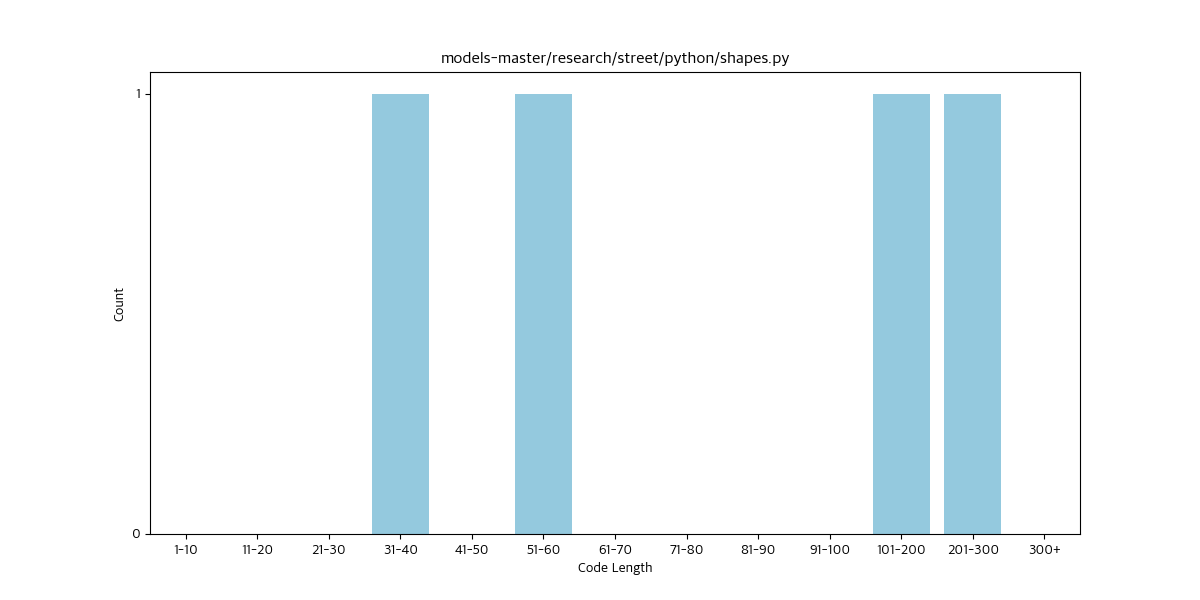 models-master/research/street/python/shapes.py
1
Count
0
1-10 11-20 21-30 31-40 41-50 51-60 61-70 71-80 81-90 91-100 101-200 201-300 300+
Code Length